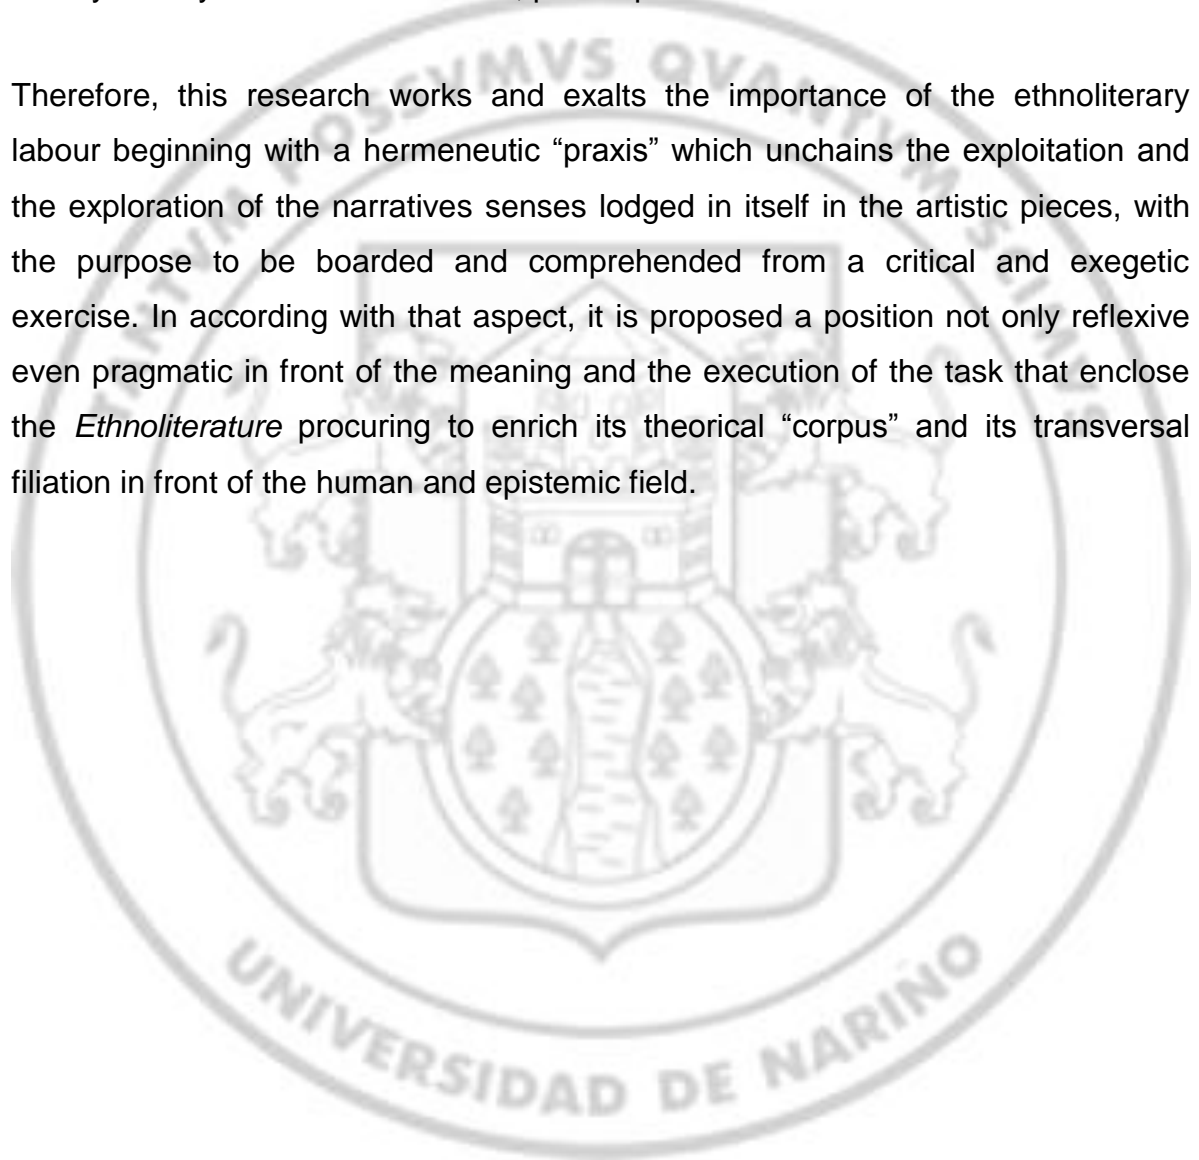 Therefore, this research works and exalts the importance of the ethnoliterary
labour beginning with a hermeneutic “praxis” which unchains the exploitation and
the exploration of the narratives senses lodged in itself in the artistic pieces, with
the purpose to be boarded and comprehended from a critical and exegetic
exercise. In according with that aspect, it is proposed a position not only reflexive
even pragmatic in front of the meaning and the execution of the task that enclose
the Ethnoliterature procuring to enrich its theorical “corpus” and its transversal
filiation in front of the human and epistemic field.
TANTVM POSSVMVS QVANTVM SCIMVS
UNIVERSIDAD DE NARIÑO